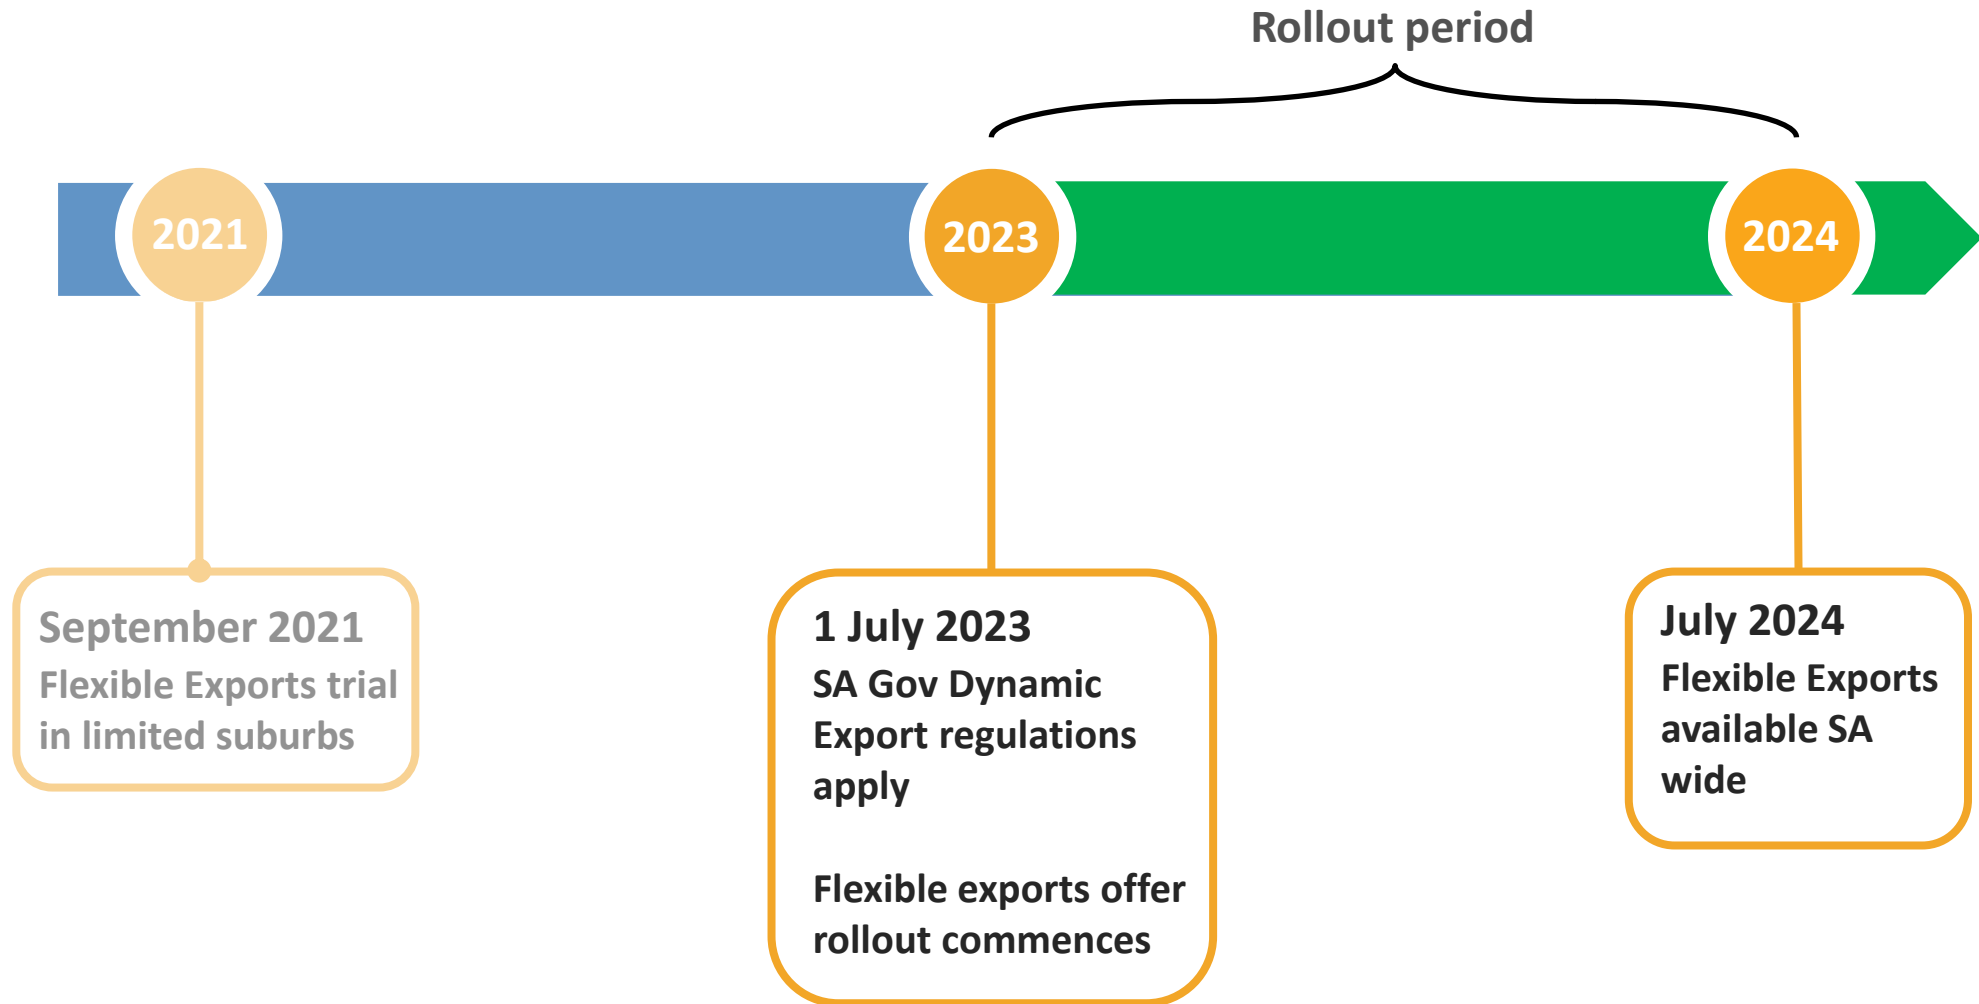 Rollout period
2021
2023
2024
September 2021
Flexible Exports trial
in limited suburbs
1 July 2023
SA Gov Dynamic
Export regulations
apply
Flexible exports offer
rollout commences
July 2024
Flexible Exports
available SA
wide